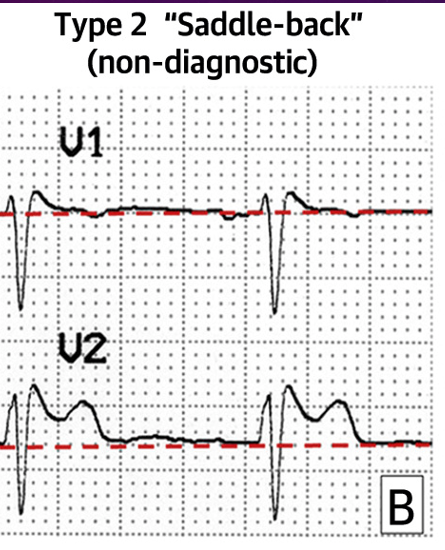 Type 2 “Saddle-back”
(non-diagnostic)
V1
V2
B